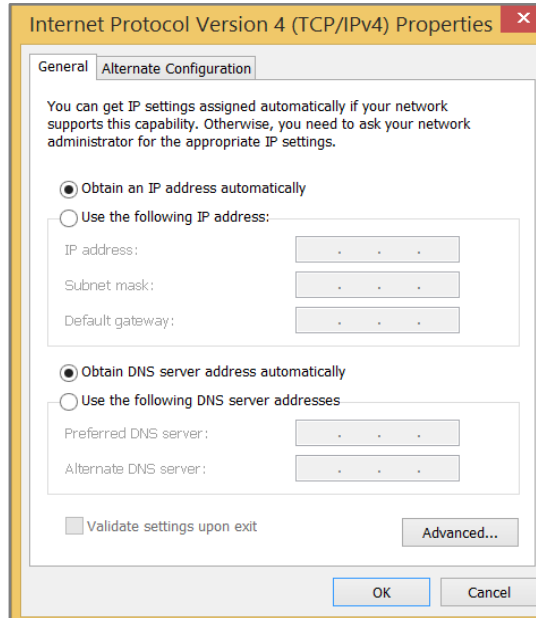 Internet Protocol Version 4 (TCP/IPv4) Properties
General
Alternate Configuration
You can get IP settings assigned automatically if your network
supports this capability. Otherwise, you need to ask your network
administrator for the appropriate IP settings.
Obtain an IP address automatically
Use the following IP address:
IP address:
Subnet mask:
Default gateway:
Obtain DNS server address automatically
Use the following DNS server addresses
Preferred DNS server:
Alternate DNS server:
Validate settings upon exit
Advanced...
OK
Cancel